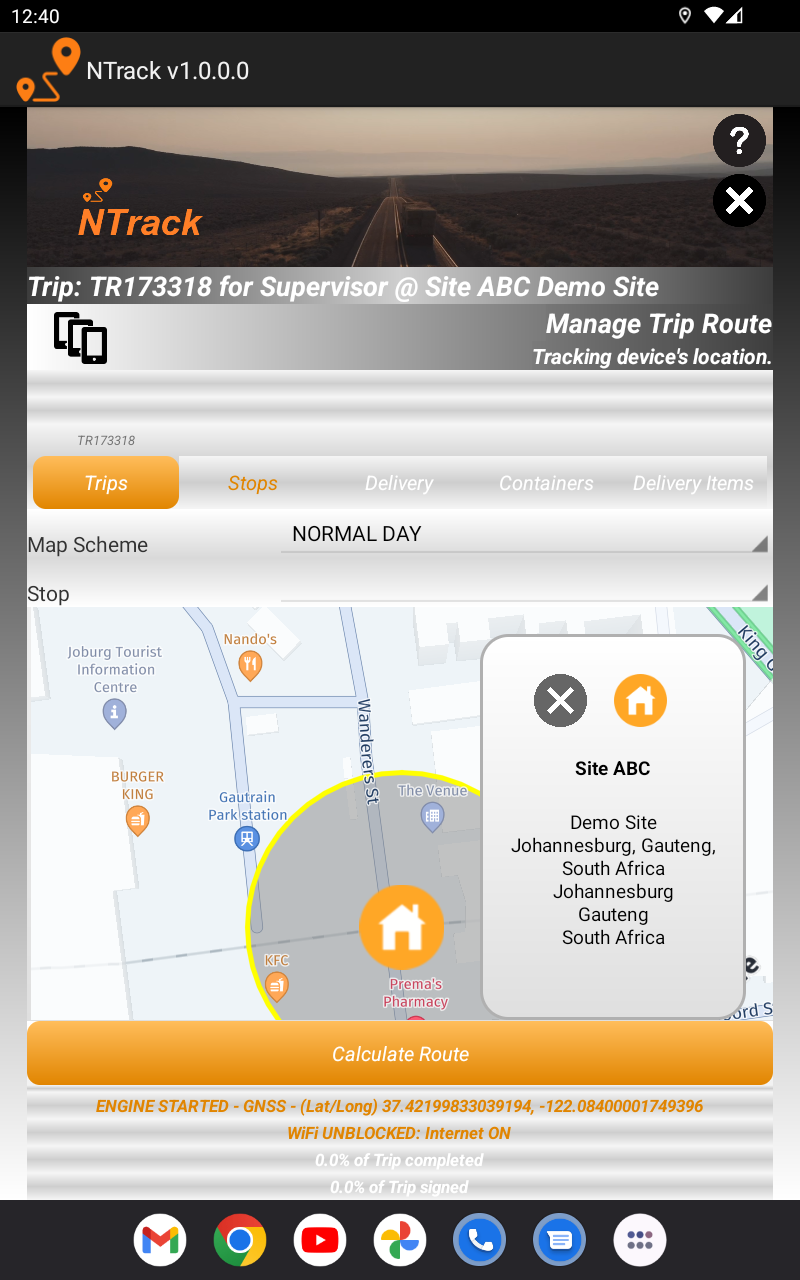 12:40
NTrack v1.0.0.0
?
NTrack
Trip: TR173318 for Supervisor @ Site ABC Demo Site
Manage Trip Route
Tracking device's location.
TR173318
Trips
Stops
Delivery
Containers
Delivery Items
Map Scheme
NORMAL DAY
Stop
Nando's
Joburg Tourist
Information
Centre
King
Wanderers St
BURGER
KING
Gautrain
Park station
The Venue
KFC
Prema's
Pharmacy
Site ABC
Demo Site
Johannesburg, Gauteng,
South Africa
Johannesburg
Gauteng
South Africa
Calculate Route
ENGINE STARTED - GNSS - (Lat/Long) 37.42199833039194, -122.08400001749396
WiFi UNBLOCKED: Internet ON
0.0% of Trip completed
0.0% of Trip signed